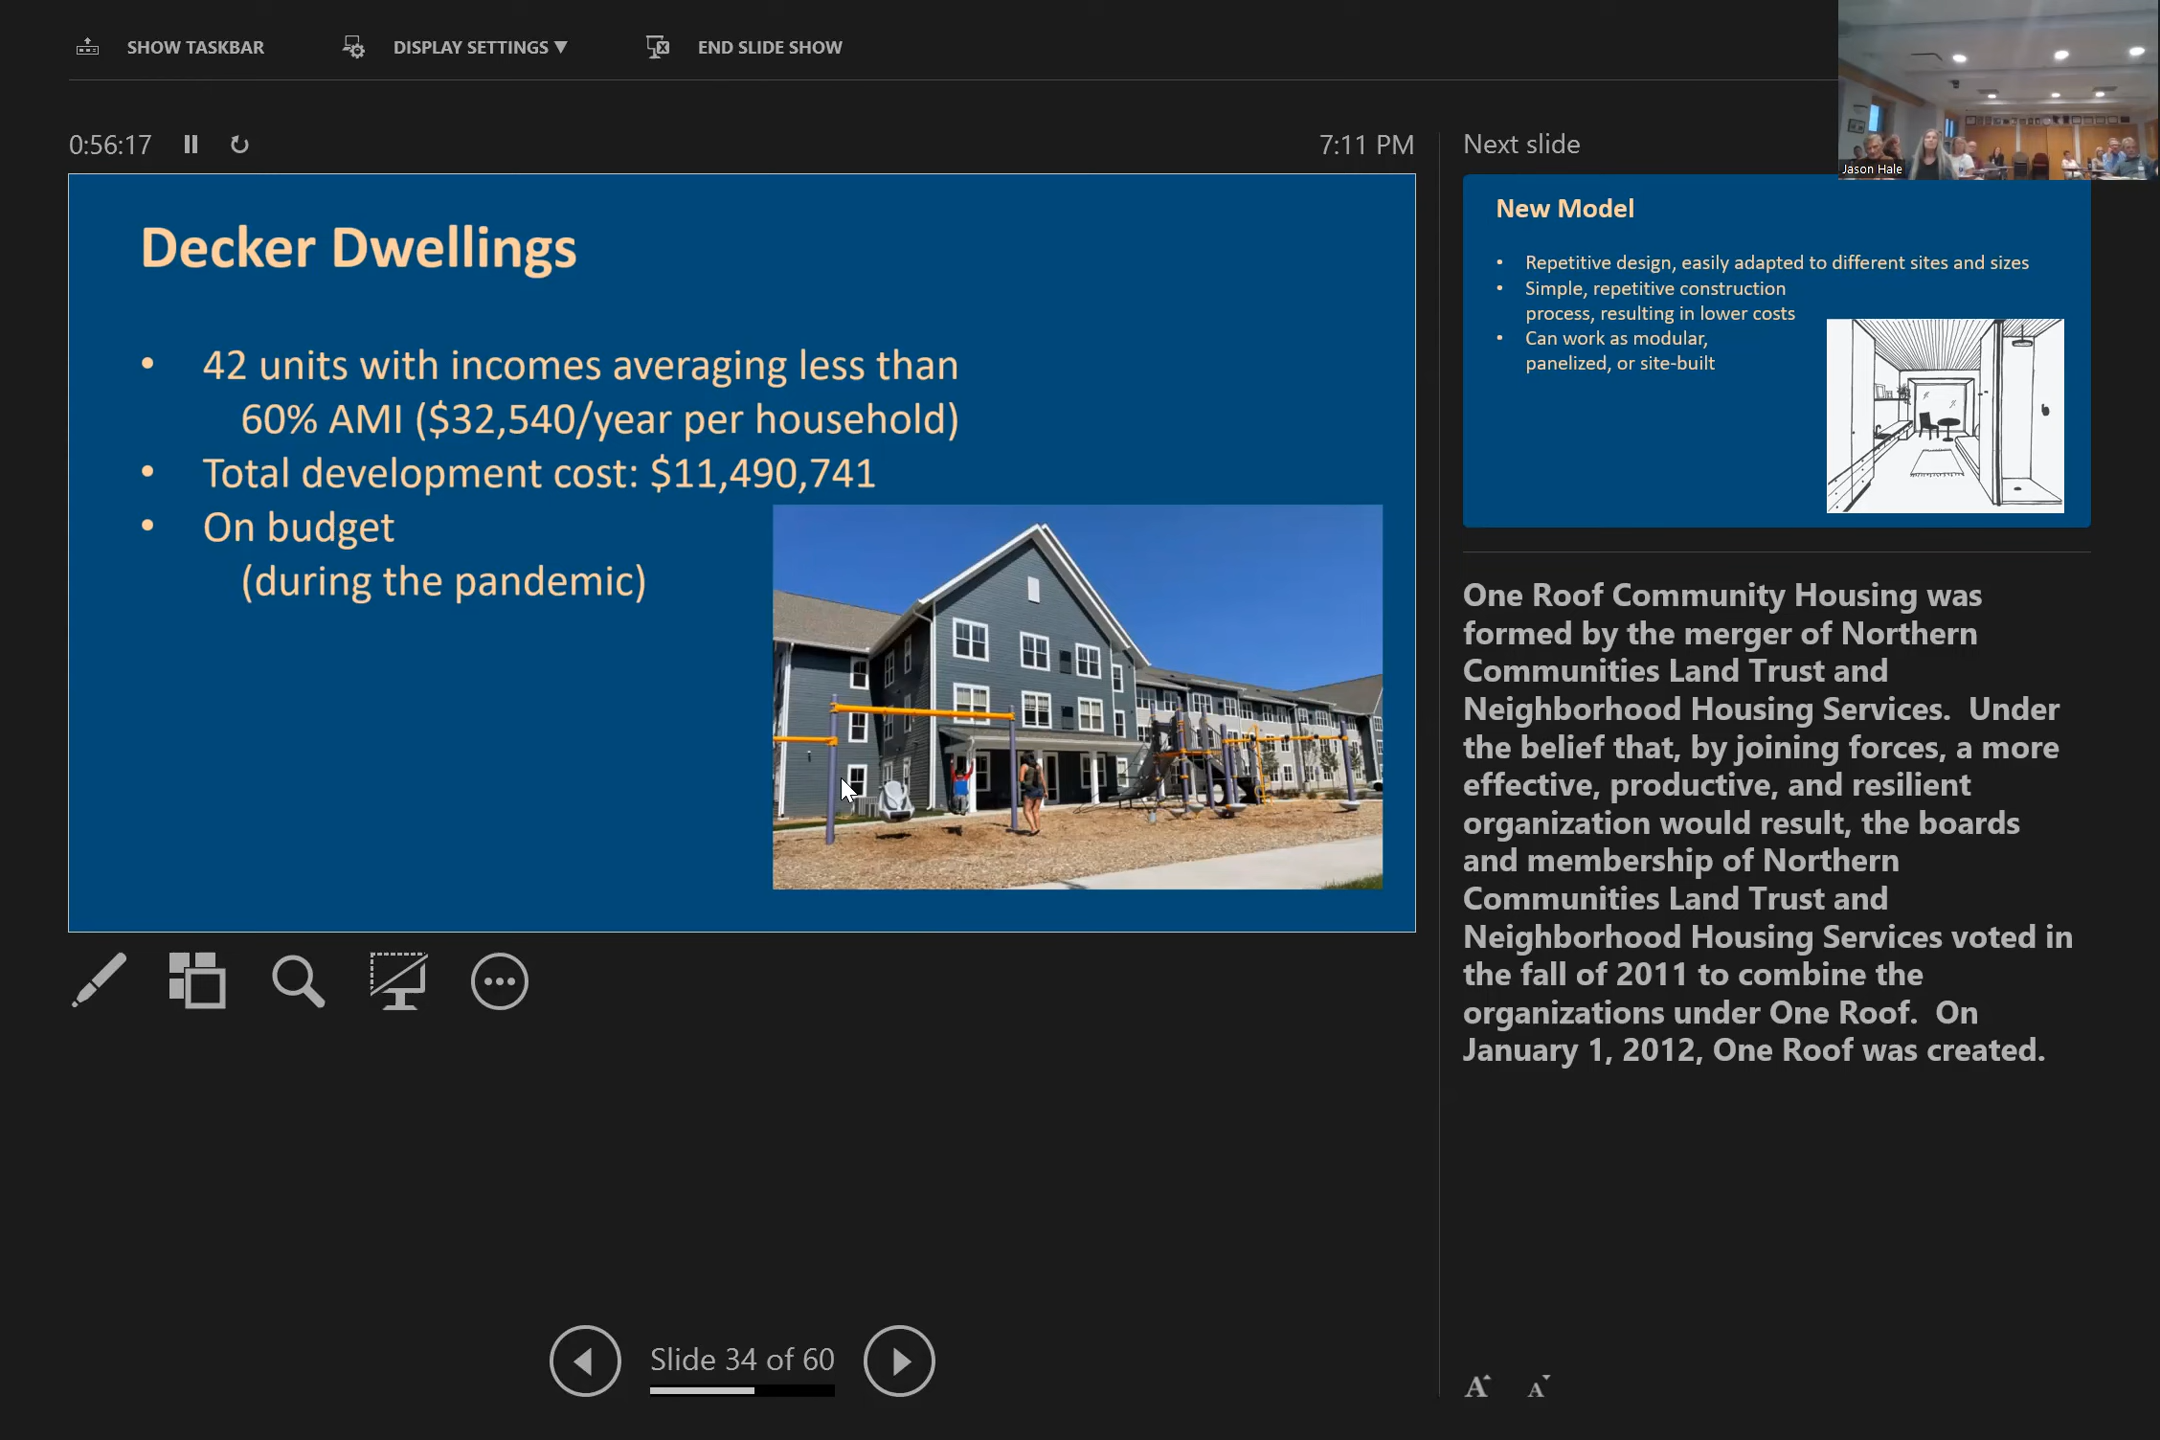 SHOW TASKBAR
DISPLAY SETTINGS ▼
END SLIDE SHOW
0:56:17
7:11 PM
Decker Dwellings
• 42 units with incomes averaging less than
60% AMI ($32,540/year per household)
• Total development cost: $11,490,741
• On budget
(during the pandemic)
Slide 34 of 60
Next slide
Jason Hale
New Model
• Repetitive design, easily adapted to different sites and sizes
• Simple, repetitive construction
process, resulting in lower costs
• Can work as modular,
panelized, or site-built
One Roof Community Housing was
formed by the merger of Northern
Communities Land Trust and
Neighborhood Housing Services.  Under
the belief that, by joining forces, a more
effective, productive, and resilient
organization would result, the boards
and membership of Northern
Communities Land Trust and
Neighborhood Housing Services voted in
the fall of 2011 to combine the
organizations under One Roof.  On
January 1, 2012, One Roof was created.
A A